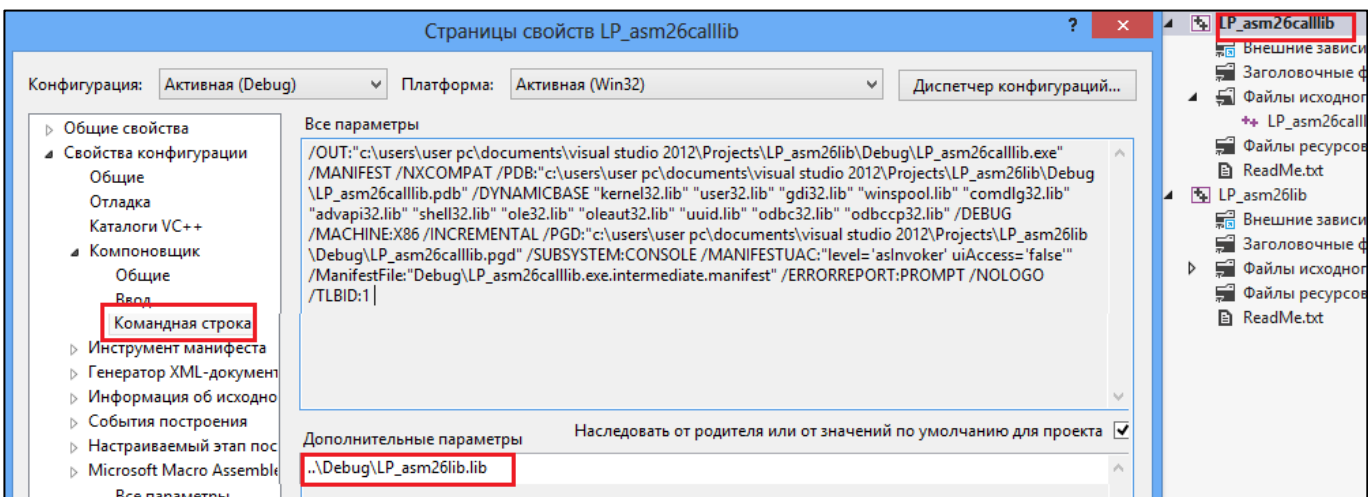 Страницы свойств LP_asm26calllib
? ×
Конфигурация: Активная (Debug) Платформа: Активная (Win32) Диспетчер конфигураций...
Общие свойства
Свойства конфигурации
Общие
Отладка
Каталоги VC++
Компоновщик
Общие
Ввод
Командная строка
Инструмент манифеста
Генератор XML-документ
Информация об исходно
События построения
Настраиваемый этап пос
Microsoft Macro Assemble
Все параметры
Все параметры
/OUT:"c:\users\user pc\documents\visual studio 2012\Projects\LP_asm26lib\Debug\LP_asm26calllib.exe"
/MANIFEST /NXCOMPAT /PDB:"c:\users\user pc\documents\visual studio 2012\Projects\LP_asm26lib\Debug
\LP_asm26calllib.pdb" /DYNAMICBASE "kernel32.lib" "user32.lib" "gdi32.lib" "winspool.lib" "comdlg32.lib"
"advapi32.lib" "shell32.lib" "ole32.lib" "oleaut32.lib" "uuid.lib" "odbc32.lib" "odbccp32.lib" /DEBUG
/MACHINE:X86 /INCREMENTAL /PGD:"c:\users\user pc\documents\visual studio 2012\Projects\LP_asm26lib
\Debug\LP_asm26calllib.pgd" /SUBSYSTEM:CONSOLE /MANIFESTUAC:"level='asInvoker' uiAccess='false'"
/ManifestFile:"Debug\LP_asm26calllib.exe.intermediate.manifest" /ERRORREPORT:PROMPT /NOLOGO
/TLBID:1
Дополнительные параметры
Наследовать от родителя или от значений по умолчанию для проекта
..\Debug\LP_asm26lib.lib
LP_asm26calllib
Внешние зависи
Заголовочные ф
Файлы исходног
LP_asm26calll
Файлы ресурсов
ReadMe.txt
LP_asm26lib
Внешние зависи
Заголовочные ф
Файлы исходног
Файлы ресурсов
ReadMe.txt